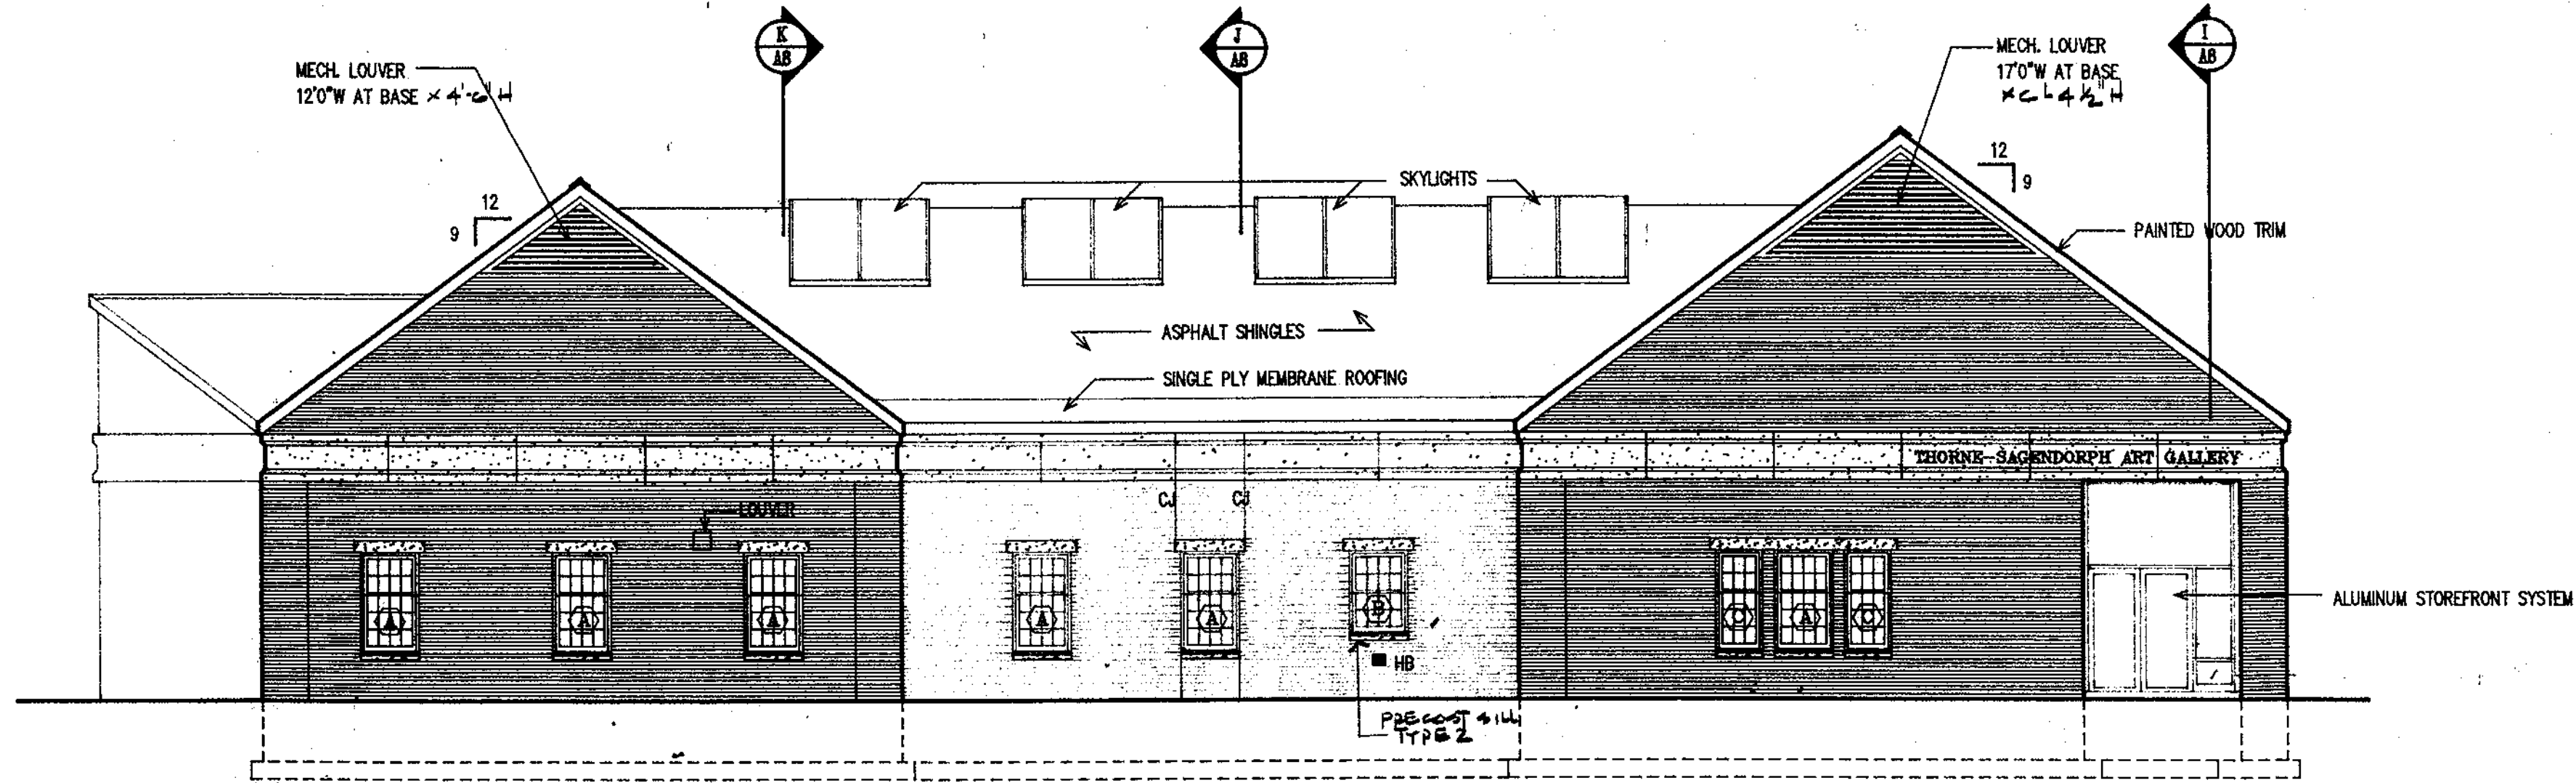 K
A8
J
A8
I
A8
MECH. LOUVER
12'0"W AT BASE × 4'-6" H
MECH. LOUVER
17'0"W AT BASE
4 ½" H
SKYLIGHTS
12
9
12
9
PAINTED WOOD TRIM
ASPHALT SHINGLES
SINGLE PLY MEMBRANE ROOFING
THORNE-SAGENDORPH ART GALLERY
CJ
CJ
LOUVER
A
A
A
A
A
B
C
A
C
ALUMINUM STOREFRONT SYSTEM
HB
PRECAST SILL
TYPE 2